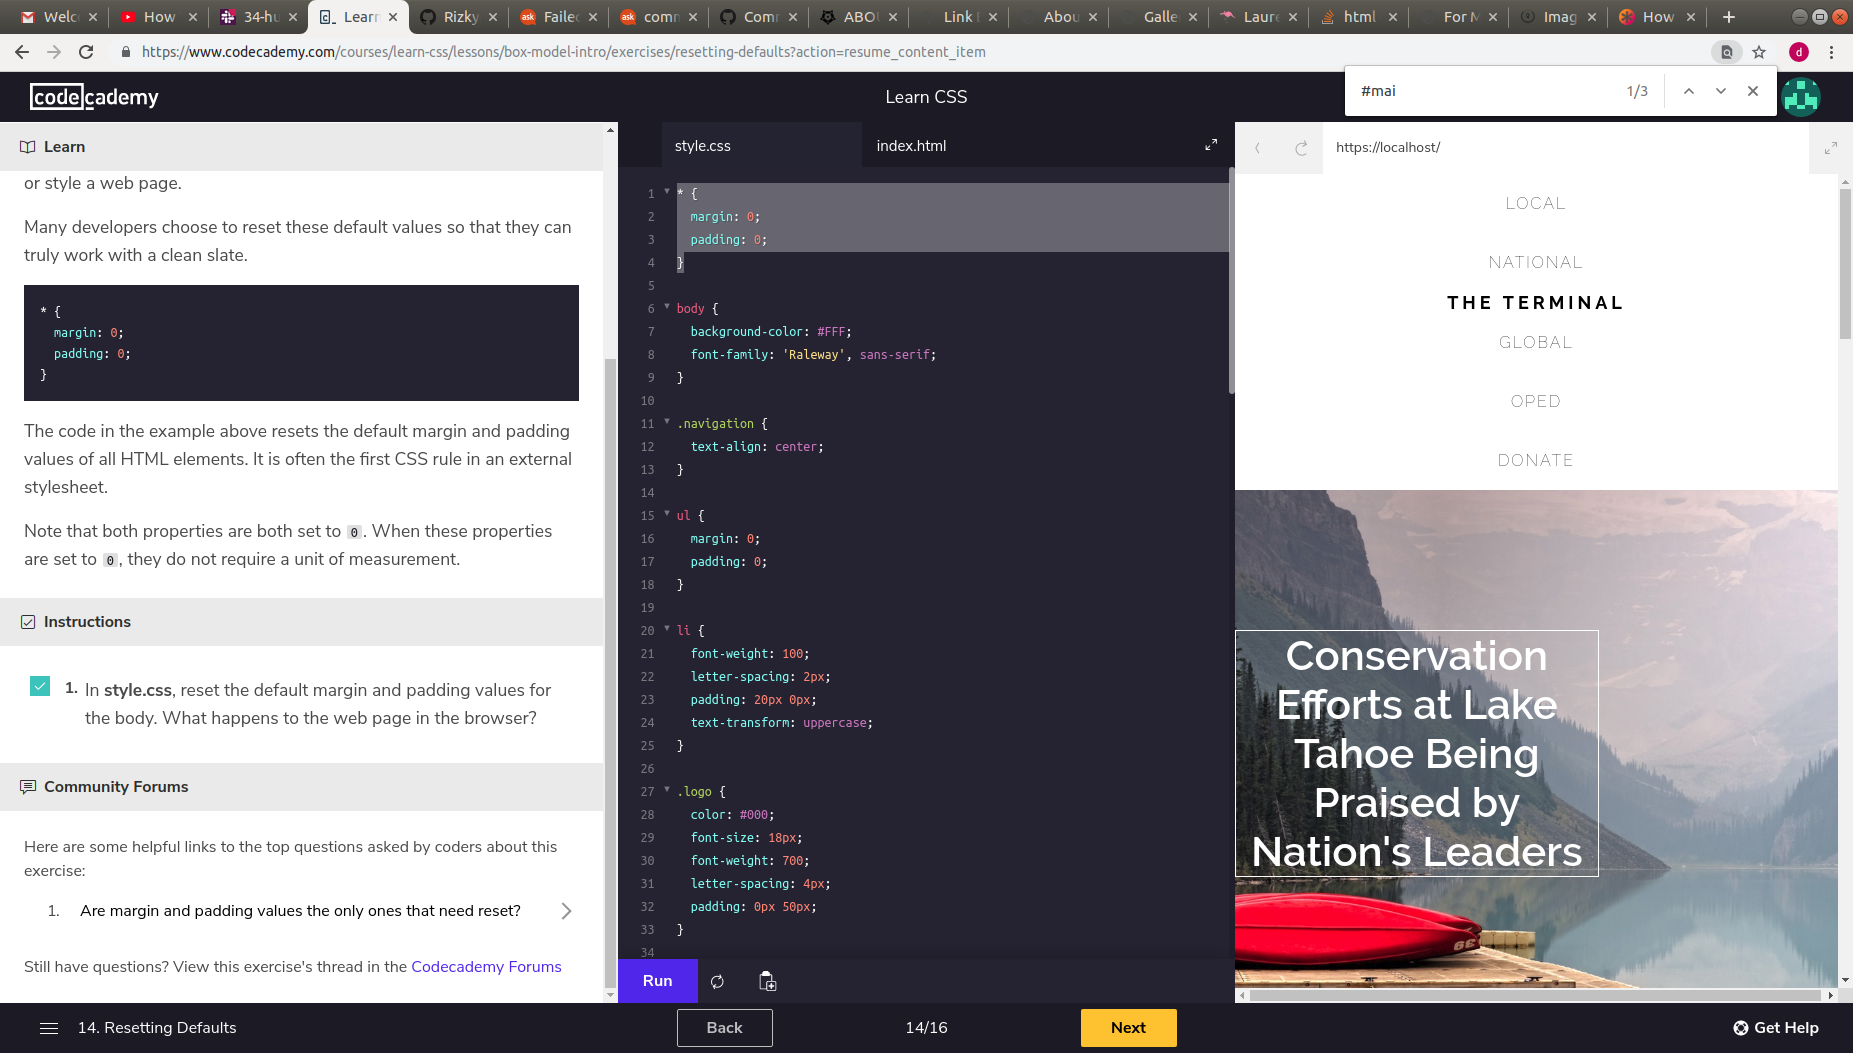 Welc
How
34-hu
Learn
Rizky
Failed
comm
Comm
ABOU
Link
Abou
Galle
Laure
html
For M
Imag
How
https://www.codecademy.com/courses/learn-css/lessons/box-model-intro/exercises/resetting-defaults?action=resume_content_item
d
#mai 1/3
codecademy
Learn CSS
Learn
or style a web page.
Many developers choose to reset these default values so that they can
truly work with a clean slate.
* {
margin: 0;
padding: 0;
}
The code in the example above resets the default margin and padding
values of all HTML elements. It is often the first CSS rule in an external
stylesheet.
Note that both properties are both set to 0. When these properties
are set to 0, they do not require a unit of measurement.
Instructions
1. In style.css, reset the default margin and padding values for
the body. What happens to the web page in the browser?
Community Forums
Here are some helpful links to the top questions asked by coders about this
exercise:
1. Are margin and padding values the only ones that need reset?
Still have questions? View this exercise's thread in the Codecademy Forums
style.css
index.html
1 * {
2 margin: 0;
3 padding: 0;
4 }
5
6 body {
7 background-color: #FFF;
8 font-family: 'Raleway', sans-serif;
9 }
10
11 .navigation {
12 text-align: center;
13 }
14
15 ul {
16 margin: 0;
17 padding: 0;
18 }
19
20 li {
21 font-weight: 100;
22 letter-spacing: 2px;
23 padding: 20px 0px;
24 text-transform: uppercase;
25 }
26
27 .logo {
28 color: #000;
29 font-size: 18px;
30 font-weight: 700;
31 letter-spacing: 4px;
32 padding: 0px 50px;
33 }
34
Run
https://localhost/
LOCAL
NATIONAL
THE TERMINAL
GLOBAL
OPED
DONATE
Conservation
Efforts at Lake
Tahoe Being
Praised by
Nation's Leaders
14. Resetting Defaults
Back
14/16
Next
Get Help